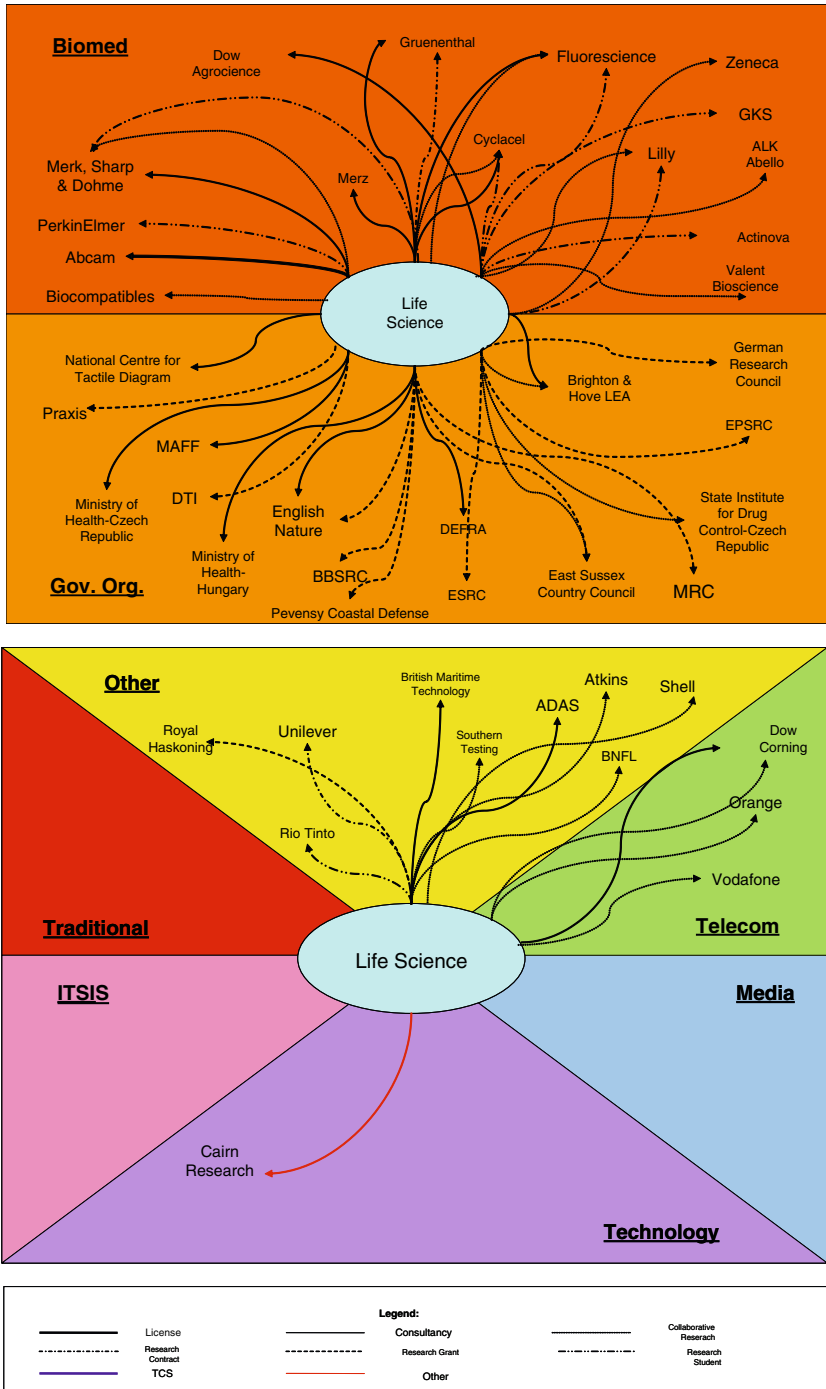 Biomed
Dow
Agrocience
Gruenthal
Fluorescience
Zeneca
GKS
Cyclacel
Lilly
ALK
Abello
Merk, Sharp
& Dohme
Merz
PerkinElmer
Actinova
Abcam
Valent
Bioscience
Biocompatibles
Life
Science
National Centre for
Tactile Diagram
German
Research
Council
Brighton &
Hove LEA
Praxis
EPSRC
MAFF
DTI
Ministry of
Health-Czech
Republic
English
Nature
DEFRA
State Institute
for Drug
Control-Czech
Republic
Ministry of
Health-
Hungary
BBSRC
ESRC
East Sussex
Country Council
MRC
Gov. Org.
Pevensy Coastal Defense
Other
British Maritime
Technology
Atkins
Shell
ADAS
Royal
Haskoning
Unilever
Southern
Testing
BNFL
Dow
Corning
Orange
Rio Tinto
Vodafone
Traditional
Telecom
Life Science
ITSIS
Media
Cairn
Research
Technology
Legend:
License
Consultancy
Collaborative
Reserach
Research
Contract
Research Grant
Research
Student
TCS
Other